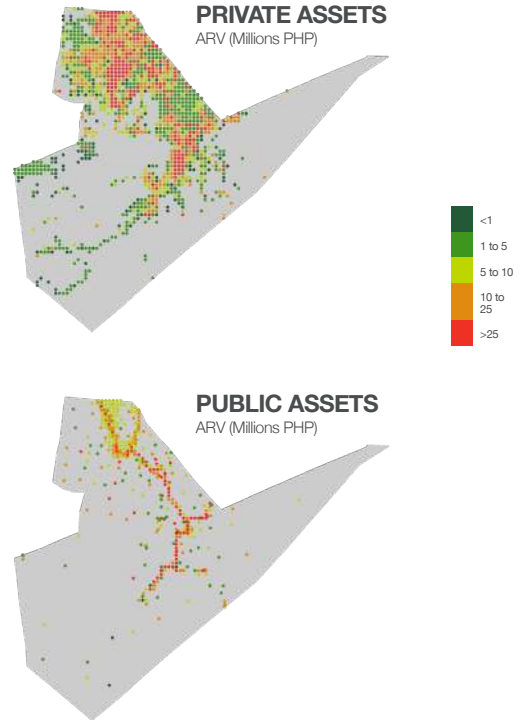 PRIVATE ASSETS
ARV (Millions PHP)
<1
1 to 5
5 to 10
10 to
25
>25
PUBLIC ASSETS
ARV (Millions PHP)